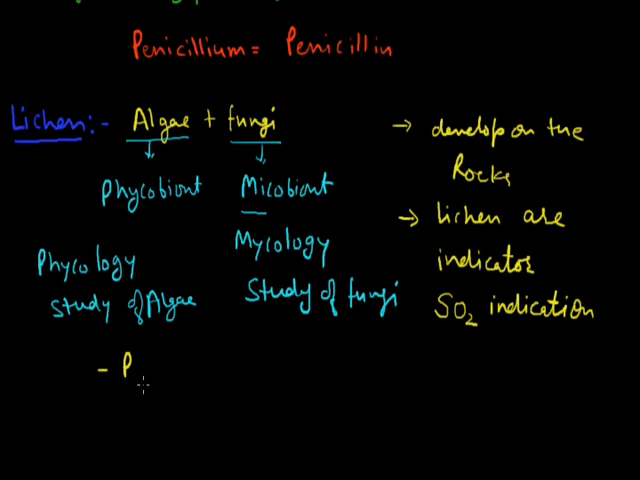 Penicillium = Penicillin
Lichen:- Algae + fungi
Phycobiont Micobiont
Mycology
Phycology
Study of Algae
Study of fungi
- P
→ develop on the
Rocks
→ lichen are
indicator
SO2 indication